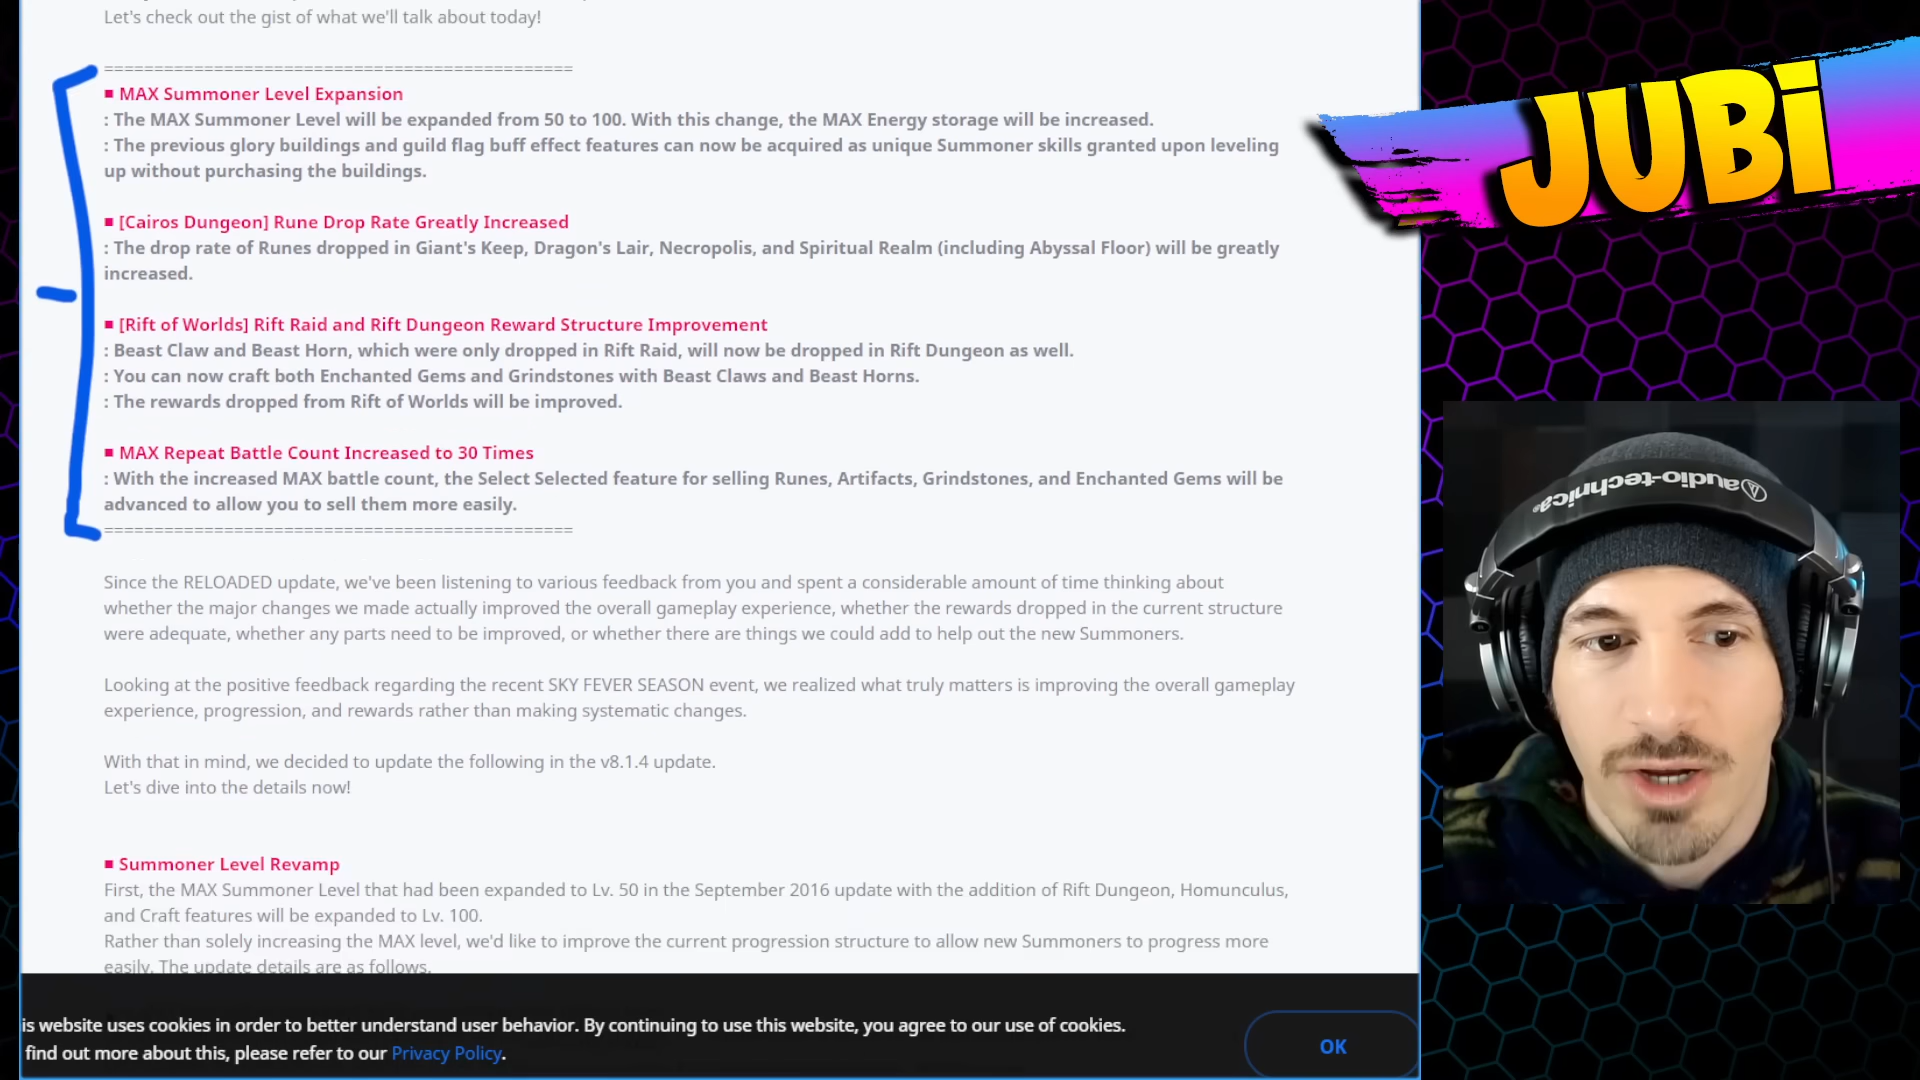 Let's check out the gist of what we'll talk about today!
===============================================
■ MAX Summoner Level Expansion
: The MAX Summoner Level will be expanded from 50 to 100. With this change, the MAX Energy storage will be increased.
: The previous glory buildings and guild flag buff effect features can now be acquired as unique Summoner skills granted upon leveling
up without purchasing the buildings.
■ [Cairos Dungeon] Rune Drop Rate Greatly Increased
: The drop rate of Runes dropped in Giant's Keep, Dragon's Lair, Necropolis, and Spiritual Realm (including Abyssal Floor) will be greatly
increased.
■ [Rift of Worlds] Rift Raid and Rift Dungeon Reward Structure Improvement
: Beast Claw and Beast Horn, which were only dropped in Rift Raid, will now be dropped in Rift Dungeon as well.
: You can now craft both Enchanted Gems and Grindstones with Beast Claws and Beast Horns.
: The rewards dropped from Rift of Worlds will be improved.
■ MAX Repeat Battle Count Increased to 30 Times
: With the increased MAX battle count, the Select Selected feature for selling Runes, Artifacts, Grindstones, and Enchanted Gems will be
advanced to allow you to sell them more easily.
===============================================
Since the RELOADED update, we've been listening to various feedback from you and spent a considerable amount of time thinking about
whether the major changes we made actually improved the overall gameplay experience, whether the rewards dropped in the current structure
were adequate, whether any parts need to be improved, or whether there are things we could add to help out the new Summoners.
Looking at the positive feedback regarding the recent SKY FEVER SEASON event, we realized what truly matters is improving the overall gameplay
experience, progression, and rewards rather than making systematic changes.
With that in mind, we decided to update the following in the v8.1.4 update.
Let's dive into the details now!
■ Summoner Level Revamp
First, the MAX Summoner Level that had been expanded to Lv. 50 in the September 2016 update with the addition of Rift Dungeon, Homunculus,
and Craft features will be expanded to Lv. 100.
Rather than solely increasing the MAX level, we'd like to improve the current progression structure to allow new Summoners to progress more
easily. The update details are as follows.
is website uses cookies in order to better understand user behavior. By continuing to use this website, you agree to our use of cookies.
find out more about this, please refer to our Privacy Policy.
OK
JUBi
audio-technica